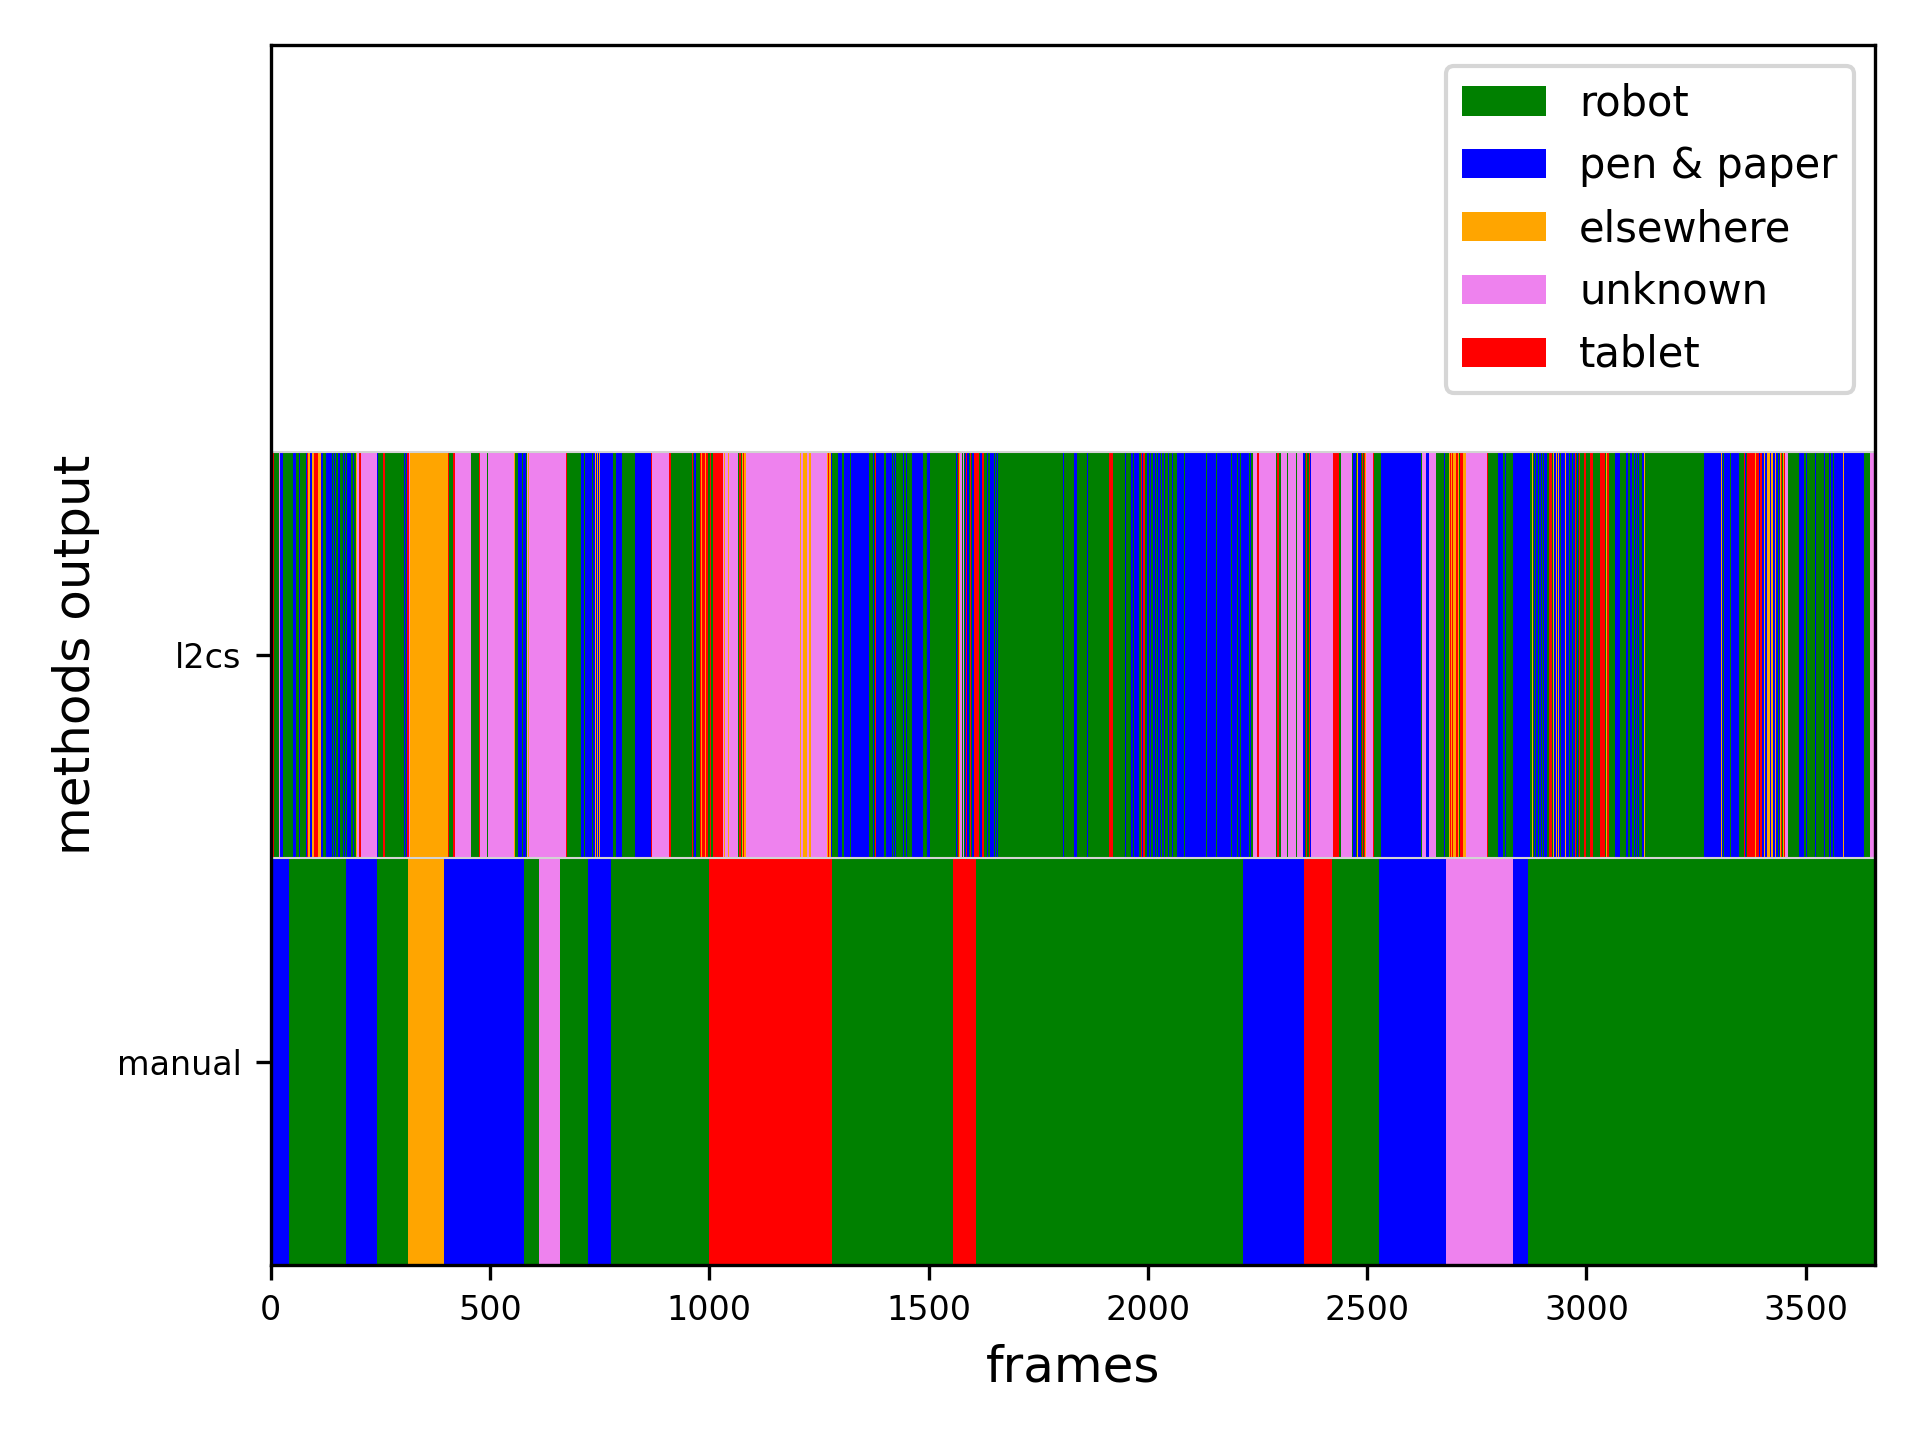 robot
pen & paper
elsewhere
unknown
tablet
methods output
l2cs
manual
0 500 1000 1500 2000 2500 3000 3500
frames